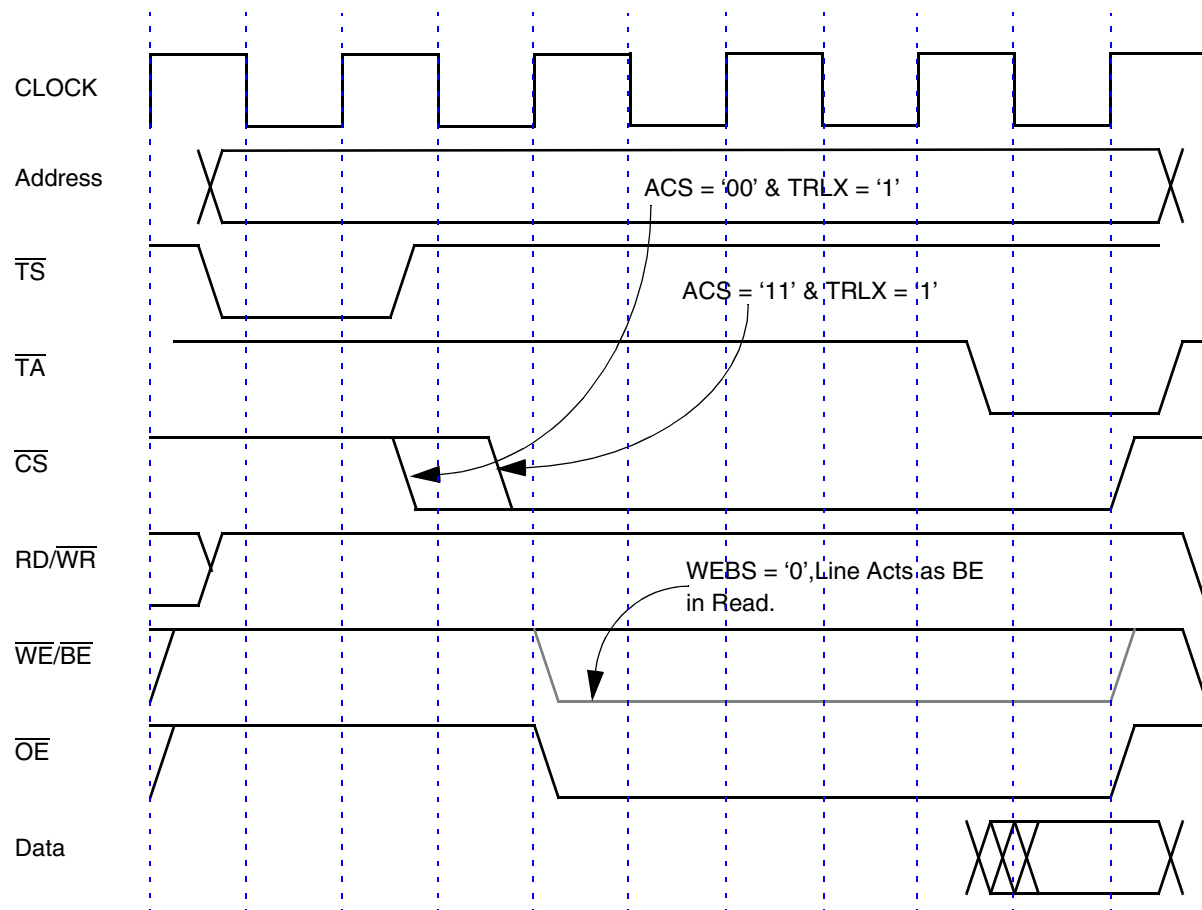 CLOCK
Address
ACS = ‘00’ & TRLX = ‘1’
TS
ACS = ‘11’ & TRLX = ‘1’
TA
CS
RD/WR
WEBS = ‘0’,Line Acts as BE
in Read.
WE/BE
OE
Data